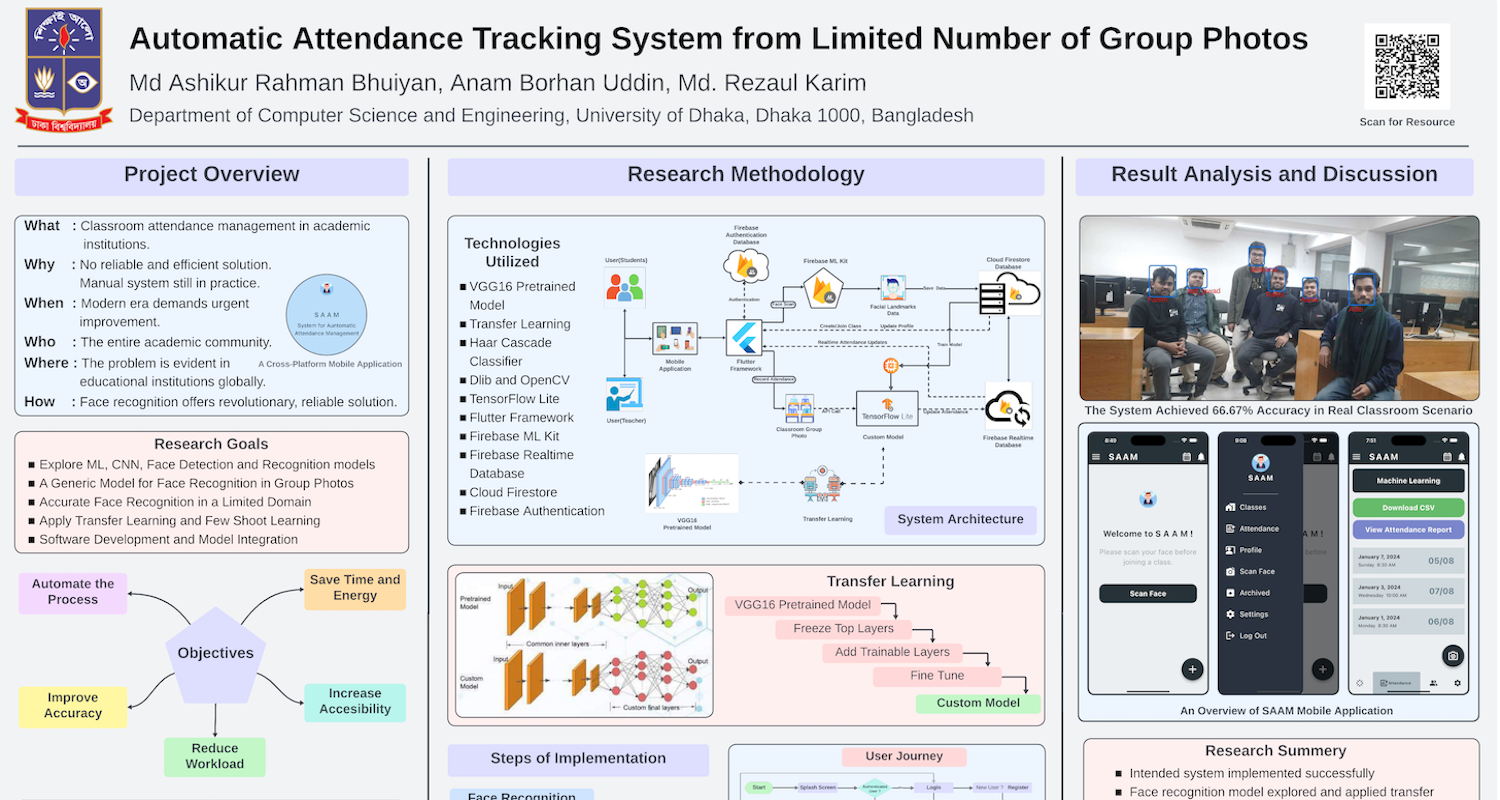 শিক্ষাই আলো
ঢাকা বিশ্ববিদ্যালয়
Automatic Attendance Tracking System from Limited Number of Group Photos
Md Ashikur Rahman Bhuiyan, Anam Borhan Uddin, Md. Rezaul Karim
Department of Computer Science and Engineering, University of Dhaka, Dhaka 1000, Bangladesh
Scan for Resource
Project Overview
What : Classroom attendance management in academic
institutions.
Why : No reliable and efficient solution.
Manual system still in practice.
When : Modern era demands urgent
improvement.
Who : The entire academic community.
Where : The problem is evident in
educational institutions globally.
How : Face recognition offers revolutionary, reliable solution.
S A A M
System for Auntomatic
Attendance Management
A Cross-Platform Mobile Application
Research Goals
■ Explore ML, CNN, Face Detection and Recognition models
■ A Generic Model for Face Recognition in Group Photos
■ Accurate Face Recognition in a Limited Domain
■ Apply Transfer Learning and Few Shoot Learning
■ Software Development and Model Integration
Automate the
Process
Save Time and
Energy
Objectives
Improve
Accuracy
Increase
Accesibility
Reduce
Workload
Research Methodology
Technologies
Utilized
■ VGG16 Pretrained
Model
■ Transfer Learning
■ Haar Cascade
Classifier
■ Dlib and OpenCV
■ TensorFlow Lite
■ Flutter Framework
■ Firebase ML Kit
■ Firebase Realtime
Database
■ Cloud Firestore
■ Firebase Authentication
Firebase
Authentication
Database
User(Students)
Firebase ML Kit
Cloud Firestore
Database
Authentication
Face Scan
Save Data
Facial Landmarks
Data
Create/Join Class
Update Profile
Realtime Attendance Updates
Train Model
Mobile
Application
Flutter
Framework
Record Attendance
User(Teacher)
API Call
TensorFlow Lite
Update Attendance
Classroom Group
Photo
Custom Model
Firebase Realtime
Database
VGG16
Pretrained Model
Transfer Learning
System Architecture
Input
Output
Pretrained
Model
Common inner layers
Input
Output
Custom
Model
Custom final layers
Transfer Learning
VGG16 Pretrained Model
Freeze Top Layers
Add Trainable Layers
Fine Tune
Custom Model
Steps of Implementation
Face Recognition
User Journey
Start
Splash Screen
Authenticated
User ?
Login
New User ?
Register
Result Analysis and Discussion
The System Achieved 66.67% Accuracy in Real Classroom Scenario
8:49
SAAM
Welcome to S A A M !
Please scan your face before
joining a class.
Scan Face
+
9:08
SAAM
Classes
Attendance
Profile
Scan Face
Archived
Settings
Log Out
A M !
before
+
7:51
SAAM
Machine Learning
Download CSV
View Attendance Report
January 7, 2024
Sunday 8:30 AM
05/08
January 3, 2024
Wednesday 10:00 AM
07/08
January 1, 2024
Monday 8:30 AM
06/08
Attendance
An Overview of SAAM Mobile Application
Research Summary
■ Intended system implemented successfully
■ Face recognition model explored and applied transfer